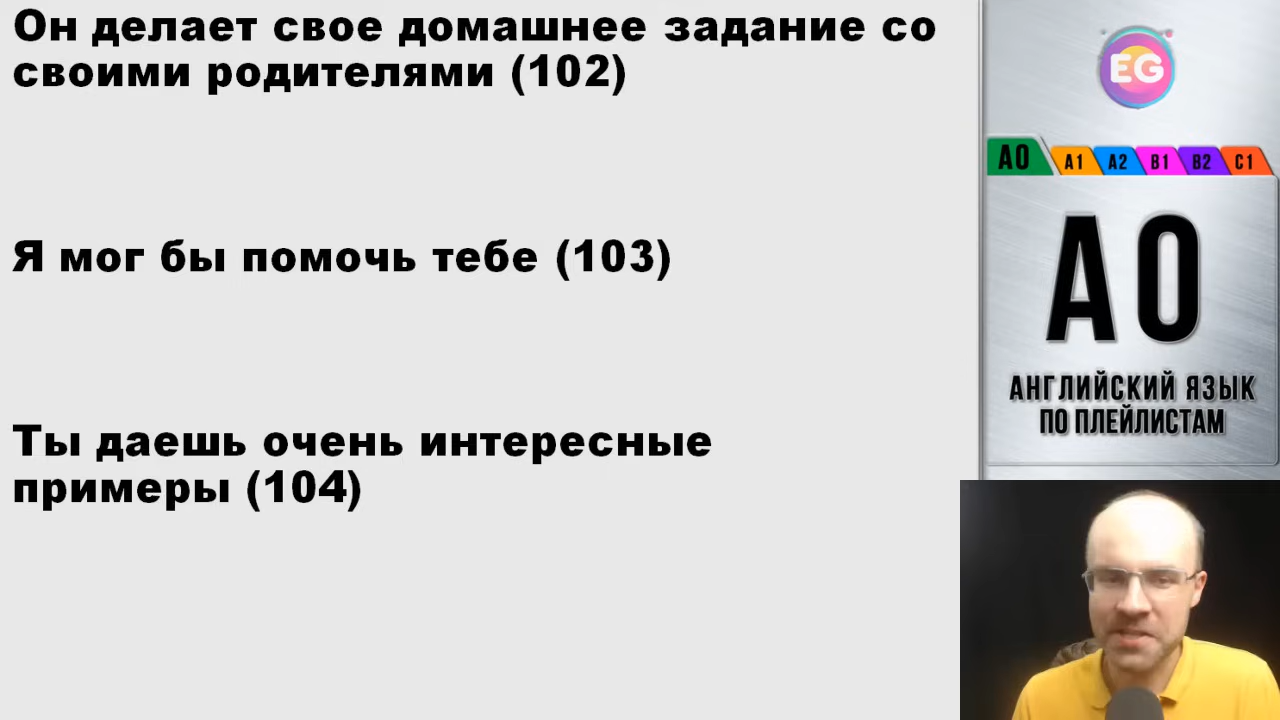 Он делает свое домашнее задание со
своими родителями (102)
Я мог бы помочь тебе (103)
Ты даешь очень интересные
примеры (104)
EG
A0 A1 A2 B1 B2 C1
A0
АНГЛИЙСКИЙ ЯЗЫК
ПО ПЛЕЙЛИСТАМ